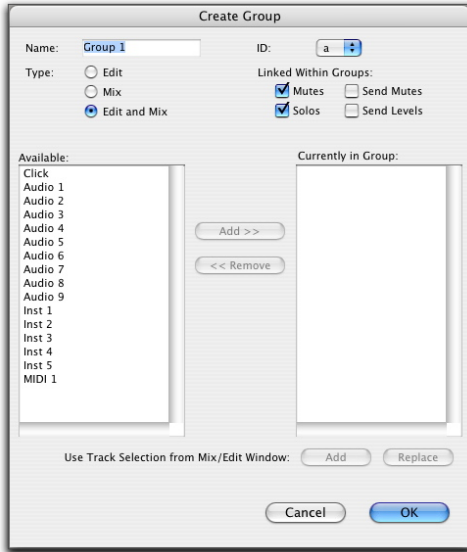 Create Group
Name: Group 1 ID: a
Type: Edit Linked Within Groups:
Mix Mutes Send Mutes
Edit and Mix Solos Send Levels
Available: Currently in Group:
Click
Audio 1
Audio 2
Audio 3
Audio 4
Audio 5
Audio 6
Audio 7
Audio 8
Audio 9
Inst 1
Inst 2
Inst 3
Inst 4
Inst 5
MIDI 1
Add >>
<< Remove
Use Track Selection from Mix/Edit Window: Add Replace
Cancel OK